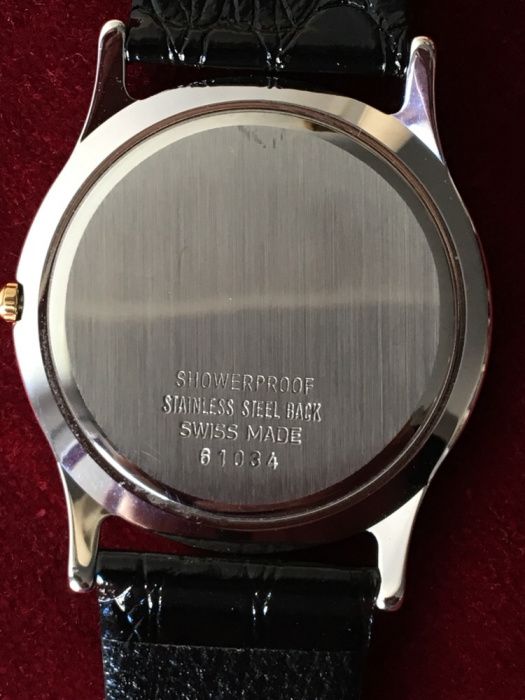 SHOWERPROOF
STAINLESS STEEL BACK
SWISS MADE
61034